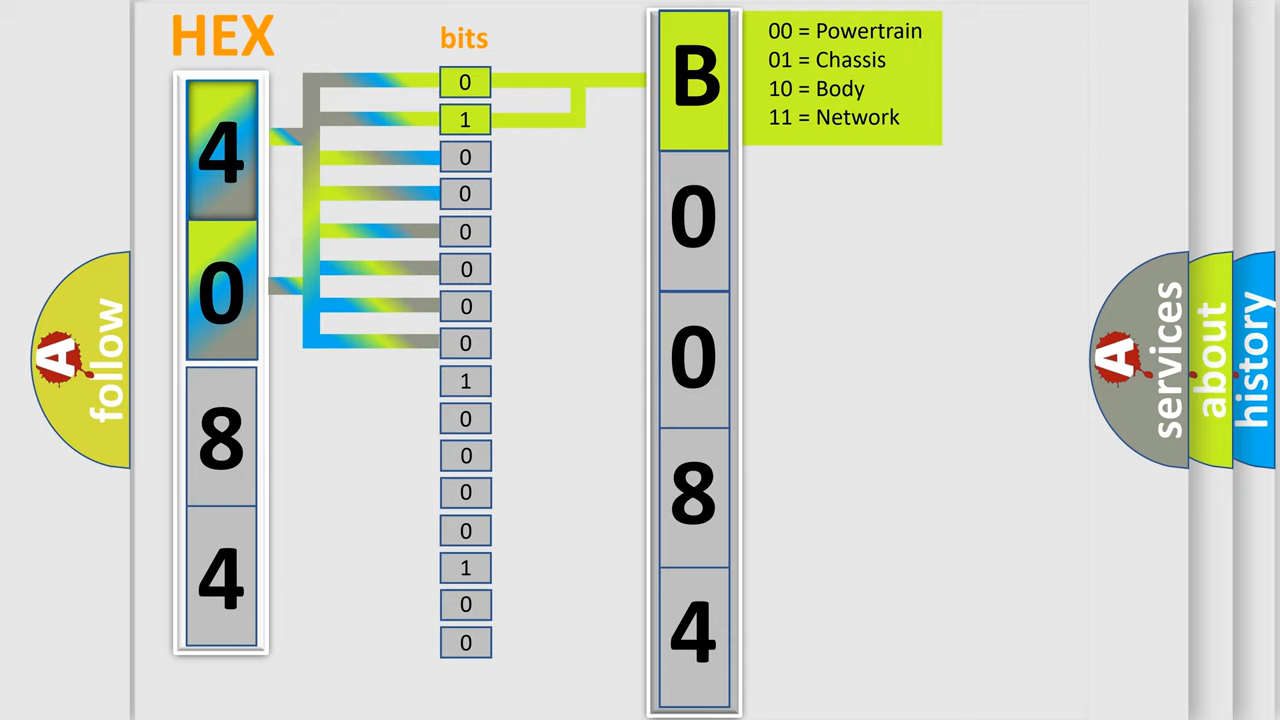 HEX
bits
4
0
8
4
0
1
0
0
0
0
0
0
1
0
0
0
0
1
0
0
B
0
0
8
4
00 = Powertrain
01 = Chassis
10 = Body
11 = Network
A
follow
A
services
about
history